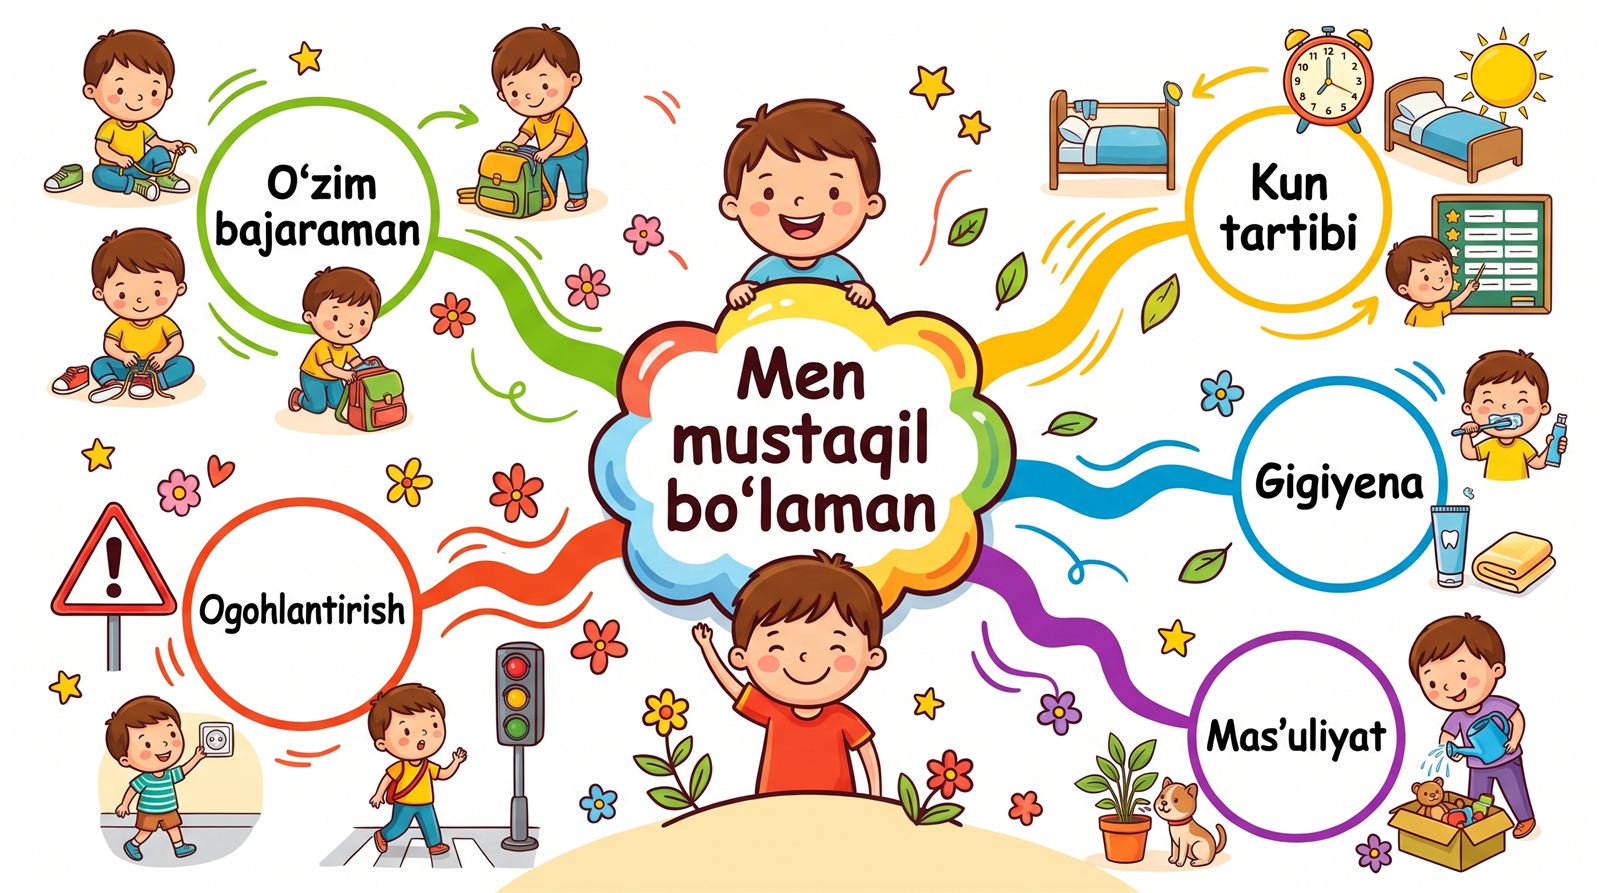 O‘zim
bajaraman
Kun
tartibi
Men
mustaqil
bo‘laman
Gigiyena
Ogohlantirish
Mas’uliyat